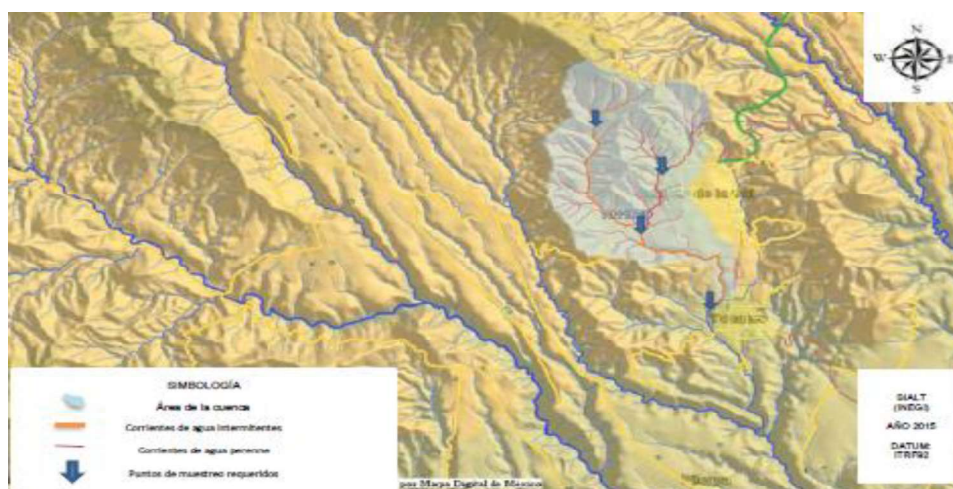 N
W
E
S
SIMBOLOGÍA
Área de la cuenca
Corrientes de agua intermitentes
Corrientes de agua perenne
Puntos de muestreo requeridos
SIALT
(INEGI)
AÑO 2015
DATUM:
ITRF92
por Mapa Digital de México